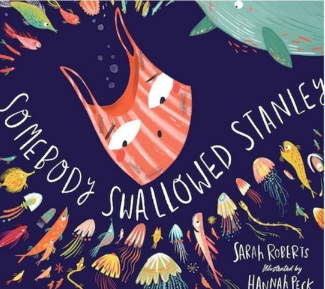 SOMEBODY SWALLOWED STANLEY
SARAH ROBERTS
Illustrated by
HANNAH PECK